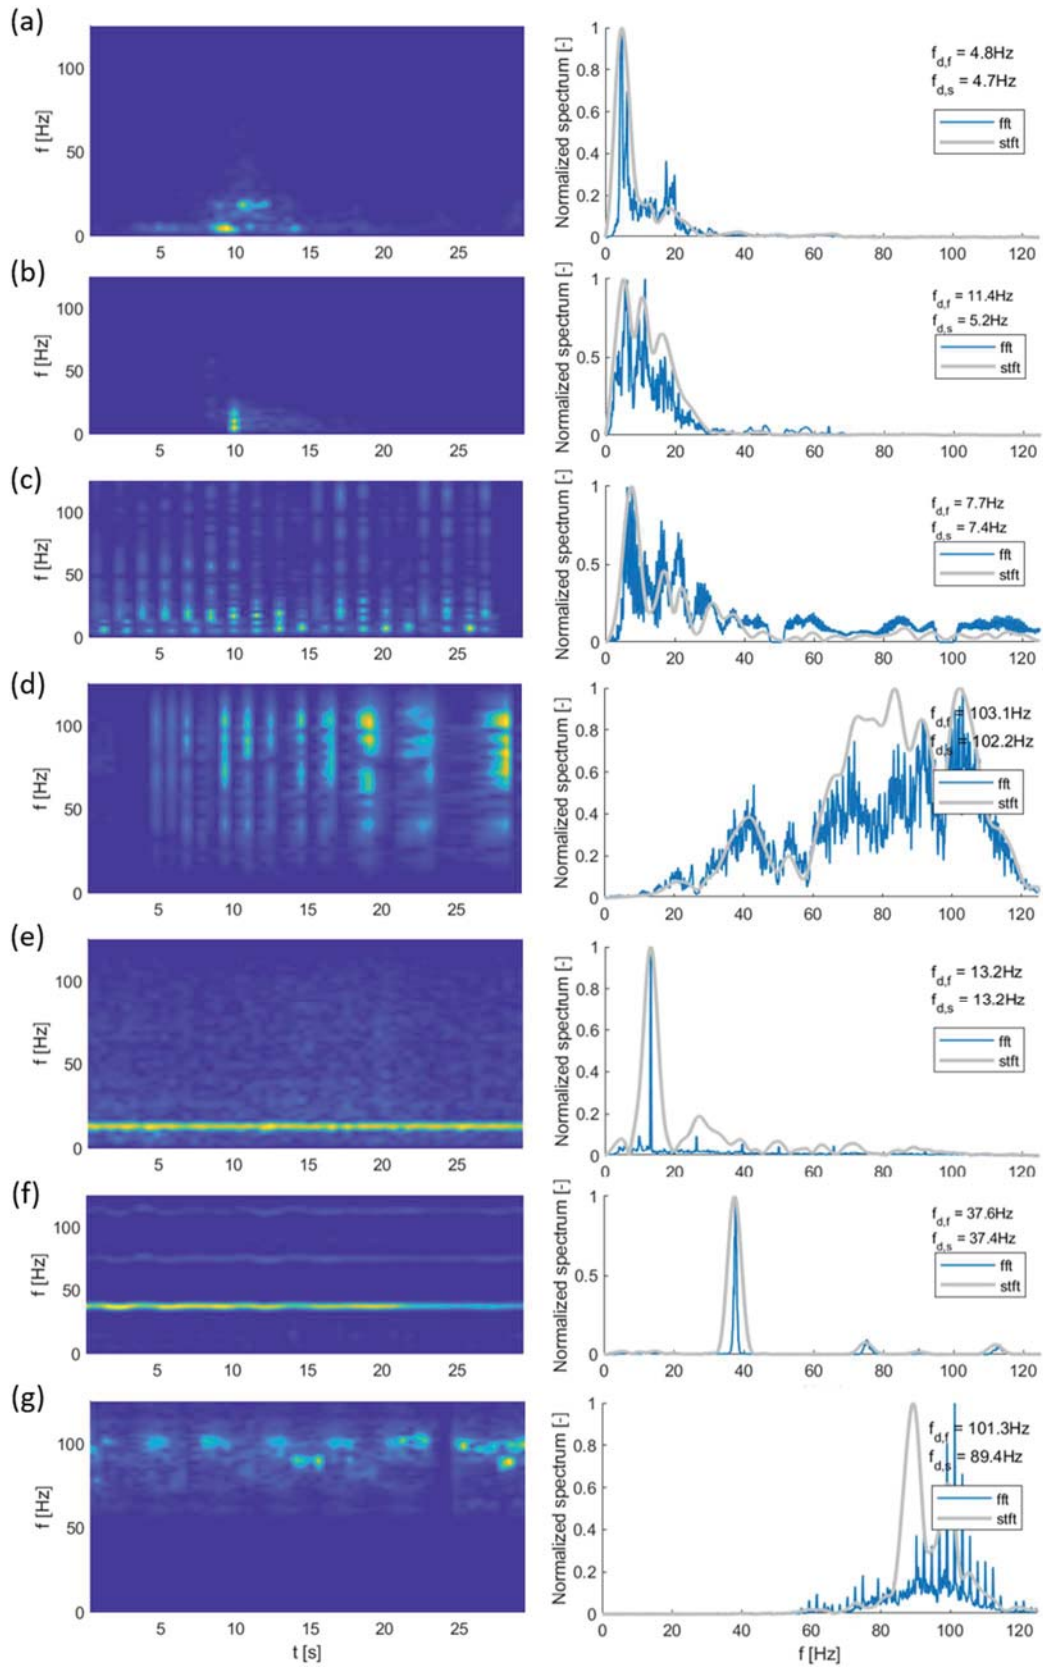 (a)
f [Hz]
100
50
0
5 10 15 20 25
Normalized spectrum [-]
1
0.8
0.6
0.4
0.2
0
0 20 40 60 80 100 120
fd,f = 4.8Hz
fd,s = 4.7Hz
fft
stft
(b)
f [Hz]
100
50
0
5 10 15 20 25
Normalized spectrum [-]
1
0.5
0
0 20 40 60 80 100 120
fd,f = 11.4Hz
fd,s = 5.2Hz
fft
stft
(c)
f [Hz]
100
50
0
5 10 15 20 25
Normalized spectrum [-]
1
0.5
0
0 20 40 60 80 100 120
fd,f = 7.7Hz
fd,s = 7.4Hz
fft
stft
(d)
f [Hz]
100
50
0
5 10 15 20 25
Normalized spectrum [-]
1
0.8
0.6
0.4
0.2
0
0 20 40 60 80 100 120
fd,f = 103.1Hz
fd,s = 102.2Hz
fft
stft
(e)
f [Hz]
100
50
0
5 10 15 20 25
Normalized spectrum [-]
1
0.8
0.6
0.4
0.2
0
0 20 40 60 80 100 120
fd,f = 13.2Hz
fd,s = 13.2Hz
fft
stft
(f)
f [Hz]
100
50
0
5 10 15 20 25
Normalized spectrum [-]
1
0.5
0
0 20 40 60 80 100 120
fd,f = 37.6Hz
fd,s = 37.4Hz
fft
stft
(g)
f [Hz]
100
50
0
5 10 15 20 25
t [s]
Normalized spectrum [-]
1
0.8
0.6
0.4
0.2
0
0 20 40 60 80 100 120
f [Hz]
fd,f = 101.3Hz
fd,s = 89.4Hz
fft
stft